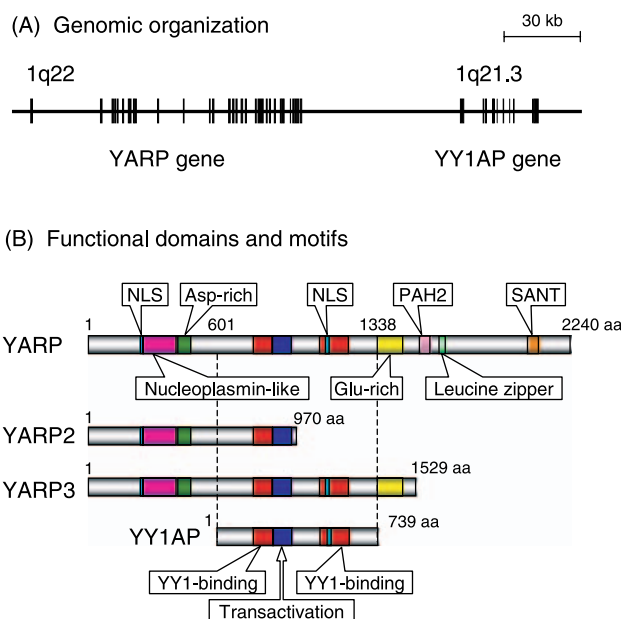 (A) Genomic organization
30 kb
1q22
1q21.3
YARP gene
YY1AP gene
(B) Functional domains and motifs
NLS
Asp-rich
NLS
PAH2
SANT
1
601
1338
2240 aa
YARP
Nucleoplasmin-like
Glu-rich
Leucine zipper
1
970 aa
YARP2
1
1529 aa
YARP3
1
739 aa
YY1AP
YY1-binding
YY1-binding
Transactivation